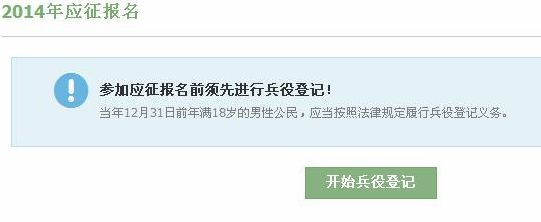 2014年应征报名
参加应征报名前须先进行兵役登记！
当年12月31日前年满18岁的男性公民，应当按照法律规定履行兵役登记义务。
开始兵役登记